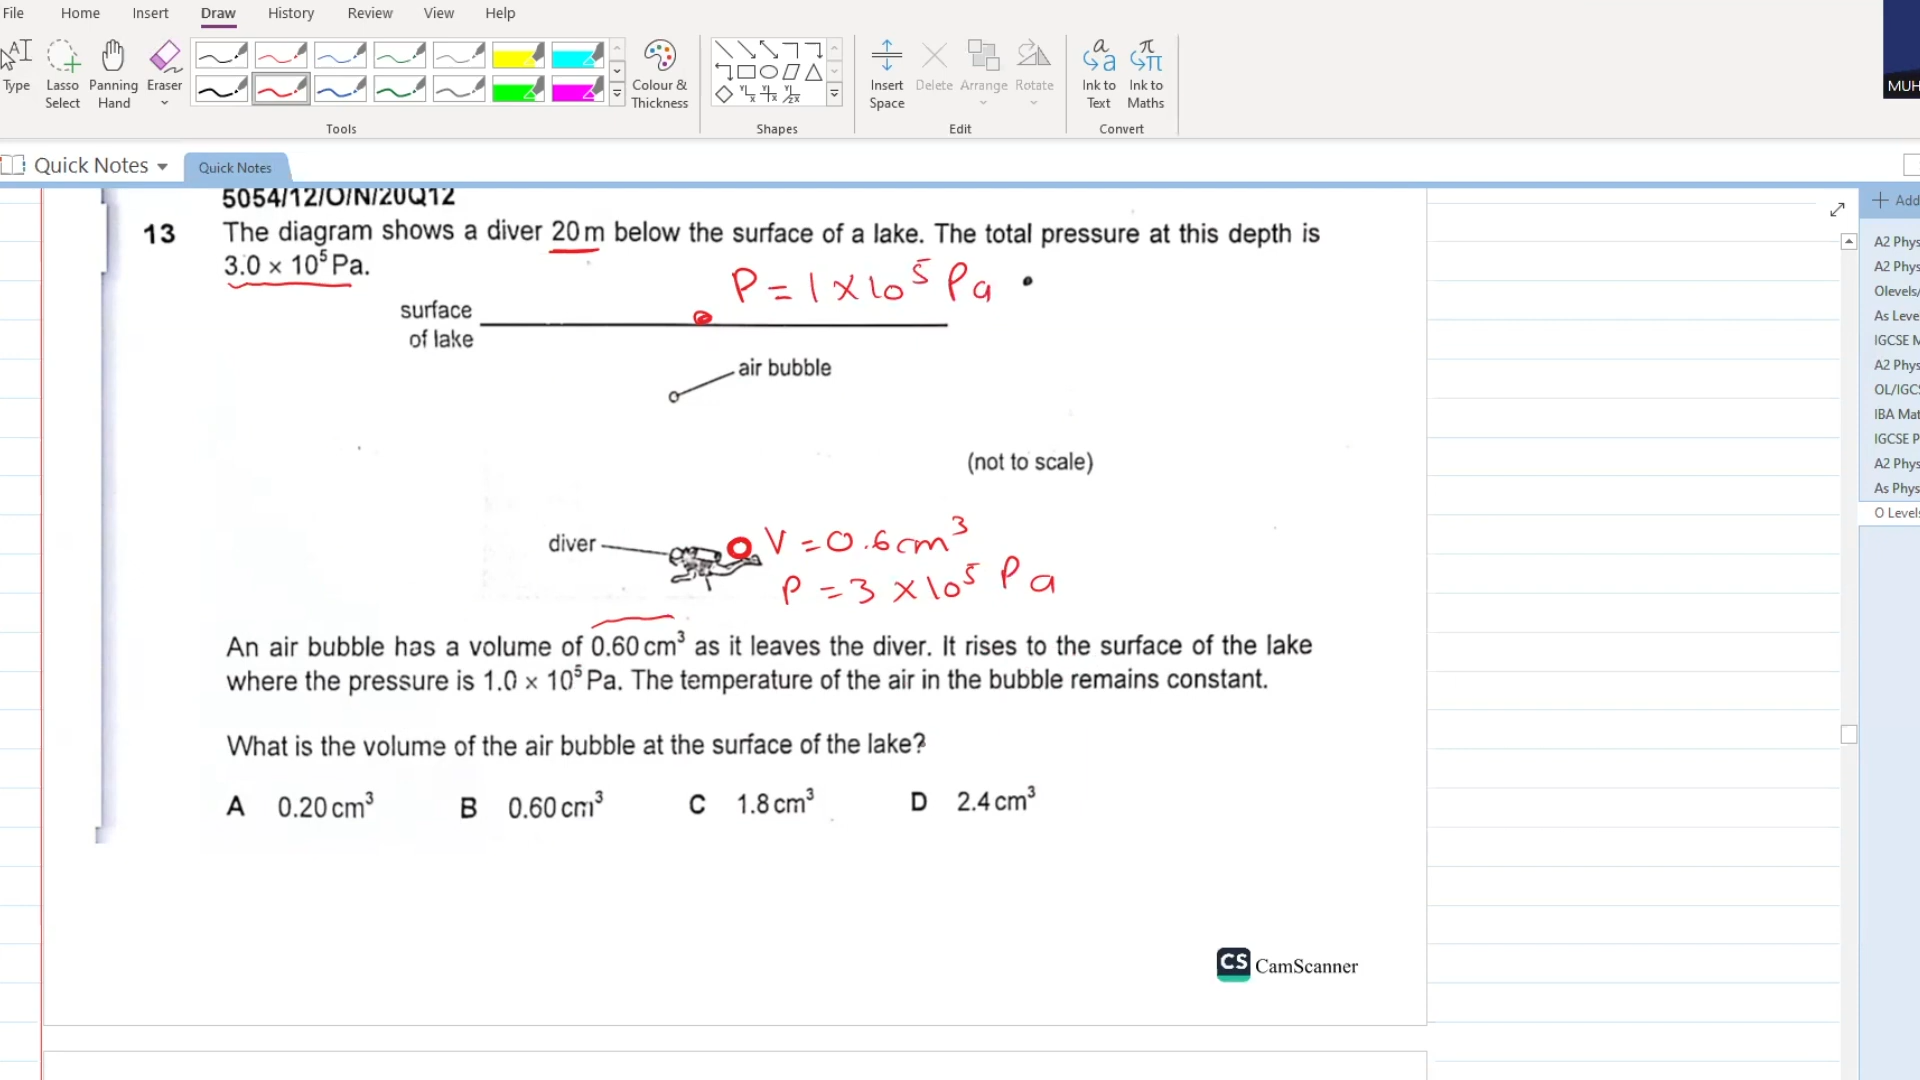 File Home Insert Draw History Review View Help
Type Lasso Select Panning Hand Eraser Colour & Thickness Insert Space Delete Arrange Rotate Ink to Text Ink to Maths
Tools Shapes Edit Convert
MUH
Quick Notes Quick Notes
5054/12/O/N/20Q12
13 The diagram shows a diver 20 m below the surface of a lake. The total pressure at this depth is
3.0 × 10⁵ Pa.
P = 1 × 10⁵ Pa
surface
of lake
air bubble
(not to scale)
diver
V = 0.6 cm³
P = 3 × 10⁵ Pa
An air bubble has a volume of 0.60 cm³ as it leaves the diver. It rises to the surface of the lake
where the pressure is 1.0 × 10⁵ Pa. The temperature of the air in the bubble remains constant.
What is the volume of the air bubble at the surface of the lake?
A 0.20 cm³ B 0.60 cm³ C 1.8 cm³ D 2.4 cm³
CS CamScanner
Add
A2 Phys
A2 Phys
Olevels/
As Leve
IGCSE M
A2 Phys
OL/IGCS
IBA Mat
IGCSE P
A2 Phys
As Phys
O Levels